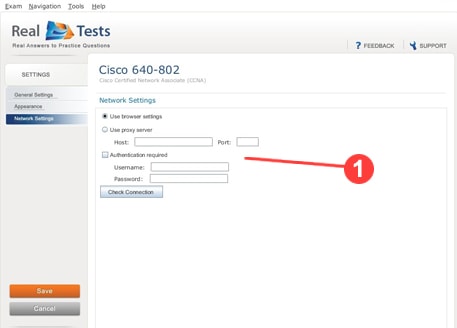 Exam Navigation Tools Help
Real Tests
Real Answers to Practice Questions
? FEEDBACK SUPPORT
SETTINGS
General Settings
Appearance
Network Settings
Cisco 640-802
Cisco Certified Network Associate (CCNA)
Network Settings
Use browser settings
Use proxy server
Host: Port:
Authentication required
Username:
Password:
Check Connection
1
Save
Cancel